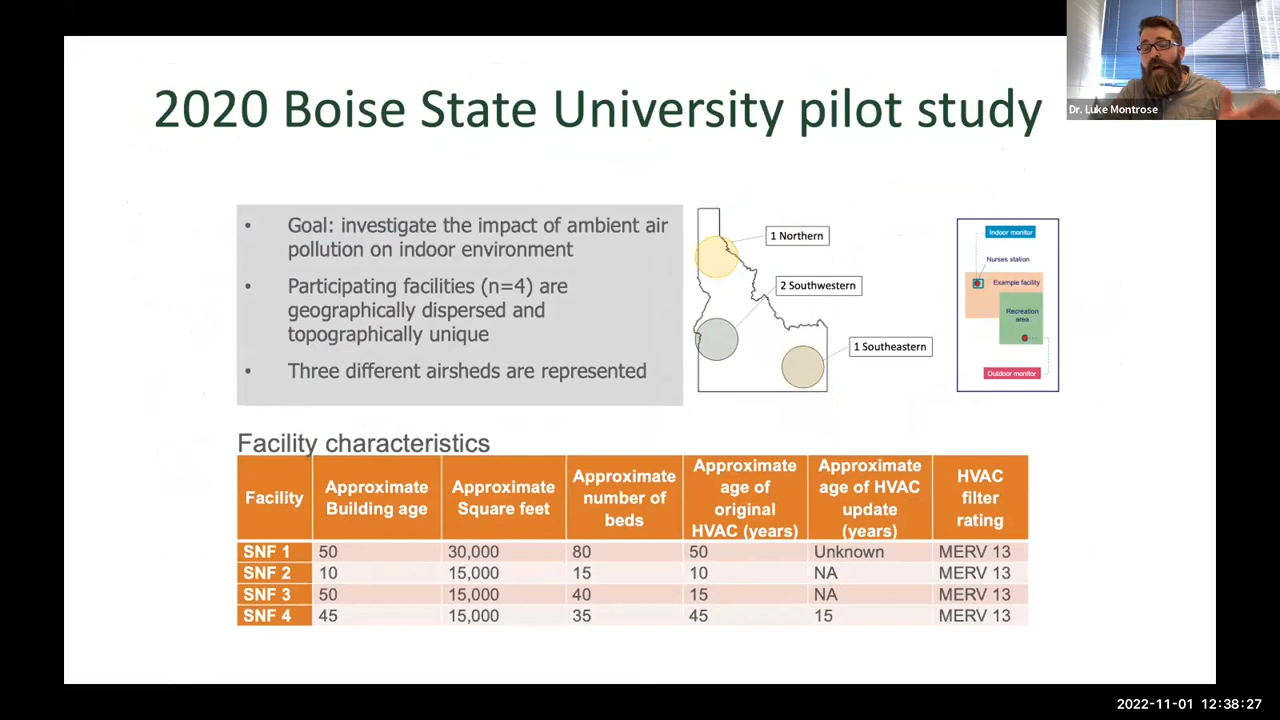 Dr. Luke Montrose
2020 Boise State University pilot study
• Goal: investigate the impact of ambient air
pollution on indoor environment
• Participating facilities (n=4) are
geographically dispersed and
topographically unique
• Three different airsheds are represented
1 Northern
2 Southwestern
1 Southeastern
Indoor monitor
Nurses station
Example facility
Recreation
area
Outdoor monitor
Facility characteristics
Facility
Approximate
Building age
Approximate
Square feet
Approximate
number of
beds
Approximate
age of
original
HVAC (years)
Approximate
age of HVAC
update
(years)
HVAC
filter
rating
SNF 1 50 30,000 80 50 Unknown MERV 13
SNF 2 10 15,000 15 10 NA MERV 13
SNF 3 50 15,000 40 15 NA MERV 13
SNF 4 45 15,000 35 45 15 MERV 13
2022-11-01 12:38:27